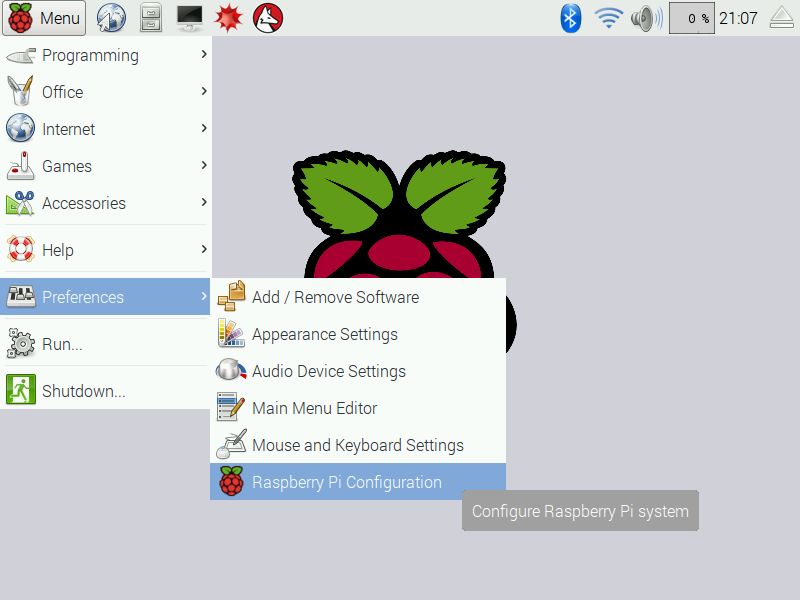 Menu
0 %
21:07
Programming
Office
Internet
Games
Accessories
Help
Preferences
Run...
Shutdown...
Add / Remove Software
Appearance Settings
Audio Device Settings
Main Menu Editor
Mouse and Keyboard Settings
Raspberry Pi Configuration
Configure Raspberry Pi system